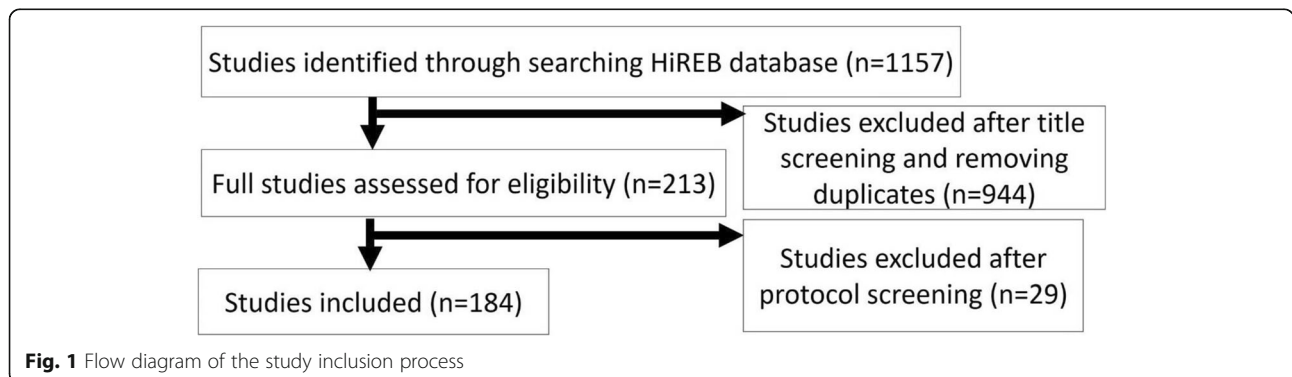 Studies identified through searching HiREB database (n=1157)
Studies excluded after title
screening and removing
duplicates (n=944)
Full studies assessed for eligibility (n=213)
Studies excluded after
protocol screening (n=29)
Studies included (n=184)
Fig. 1 Flow diagram of the study inclusion process